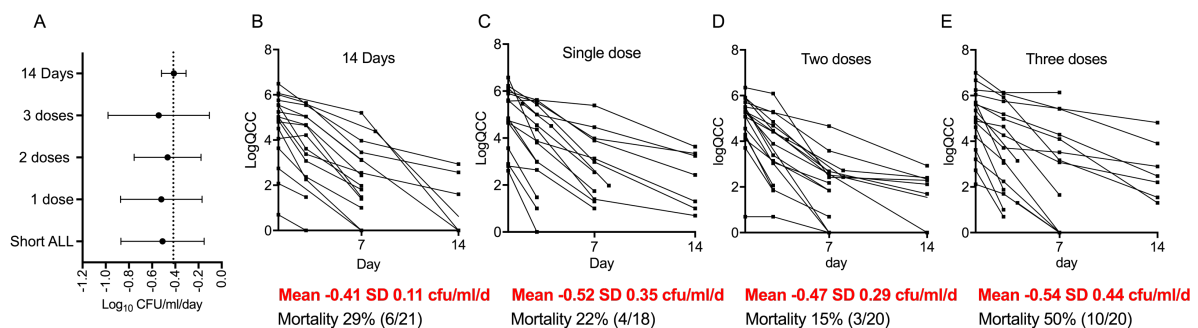 A
14 Days
3 doses
2 doses
1 dose
Short ALL
-1.2
-1.0
-0.8
-0.6
-0.4
-0.2
0.0
Log10 CFU/ml/day
B
14 Days
LogQCC
8
6
4
2
0
7
14
Day
Mean -0.41 SD 0.11 cfu/ml/d
Mortality 29% (6/21)
C
Single dose
LogQCC
8
6
4
2
0
7
14
day
Mean -0.52 SD 0.35 cfu/ml/d
Mortality 22% (4/18)
D
Two doses
logQCC
8
6
4
2
0
7
14
day
Mean -0.47 SD 0.29 cfu/ml/d
Mortality 15% (3/20)
E
Three doses
logQCC
8
6
4
2
0
7
14
day
Mean -0.54 SD 0.44 cfu/ml/d
Mortality 50% (10/20)